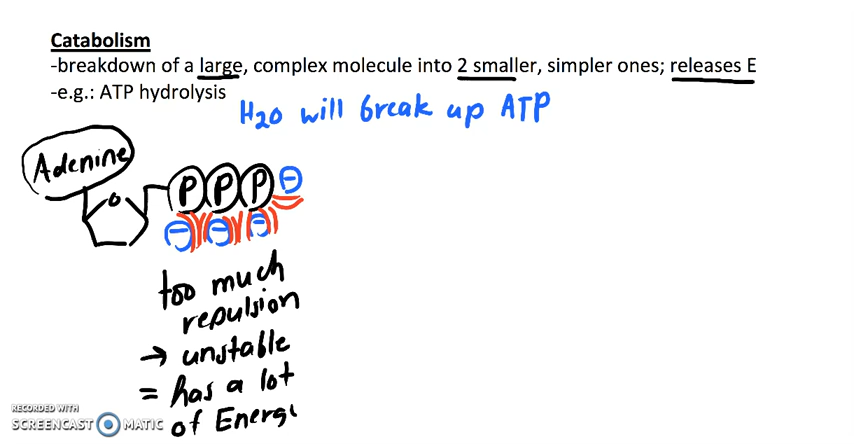 Catabolism
-breakdown of a large, complex molecule into 2 smaller, simpler ones; releases E
-e.g.: ATP hydrolysis
H2O will break up ATP
Adenine
O
P P P ⊖
⊖ ⊖ ⊖
too much
repulsion
→ unstable
= has a lot
of Energ
RECORDED WITH
SCREENCAST MATIC